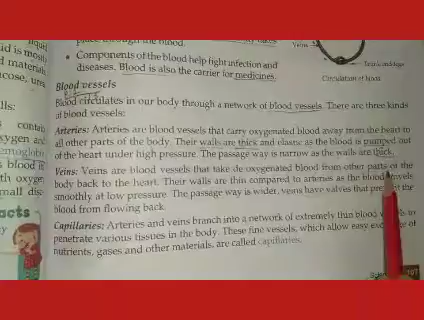 Components of the blood help fight infection and
diseases. Blood is also the carrier for medicines.
Circulation of blood
Blood vessels
Blood circulates in our body through a network of blood vessels. There are three kinds
of blood vessels:
Arteries: Arteries are blood vessels that carry oxygenated blood away from the heart to
all other parts of the body. Their walls are thick and elastic as the blood is pumped out
of the heart under high pressure. The passage way is narrow as the walls are thick.
Veins: Veins are blood vessels that take de oxygenated blood from other parts of the
body back to the heart. Their walls are thin compared to arteries as the blood
smoothly at low pressure. The passage way is wider, veins have valves that the
blood from flowing back.
Capillaries: Arteries and veins branch into a network of extremely thin blood to
penetrate various tissues in the body. These fine vessels, which allow easy of
nutrients, gases and other materials, are called capillaries.
107